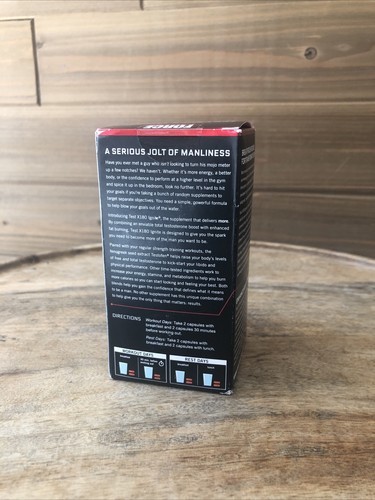 FORCE
A SERIOUS JOLT OF MANLINESS
Have you ever met a guy who isn't looking to turn his mojo meter
up a few notches? We haven't. Whether it's more energy, a better
body, or the confidence to perform at a higher level in the gym
and spice it up in the bedroom, look no further. It's hard to hit
your goals if you're taking a bunch of random supplements to
target separate objectives. You need a simple, powerful formula
to help blow your goals out of the water.
Introducing Test X180 Ignite®, the supplement that delivers more.
By combining an enviable total testosterone boost with enhanced
fat burning, Test X180 Ignite is designed to give you the spark
you need to become more of the man you want to be.
Paired with your regular strength training workouts, the
fenugreek seed extract Testofen® helps raise your body's levels
of free and total testosterone to kick-start your libido and
physical performance. Other time-tested ingredients work to
increase your energy, stamina, and metabolism to help you burn
more calories so you can start looking and feeling your best. Both
blends help you gain the confidence that defines what it means
to be a man. No other supplement has this unique combination
to help give you the only thing that matters: results.
DIRECTIONS
Workout Days: Take 2 capsules with
breakfast and 2 capsules 30 minutes
before working out.
Rest Days: Take 2 capsules with
breakfast and 2 capsules with lunch.
WORKOUT DAYS
REST DAYS
breakfast
30 min. before
working out
breakfast
lunch